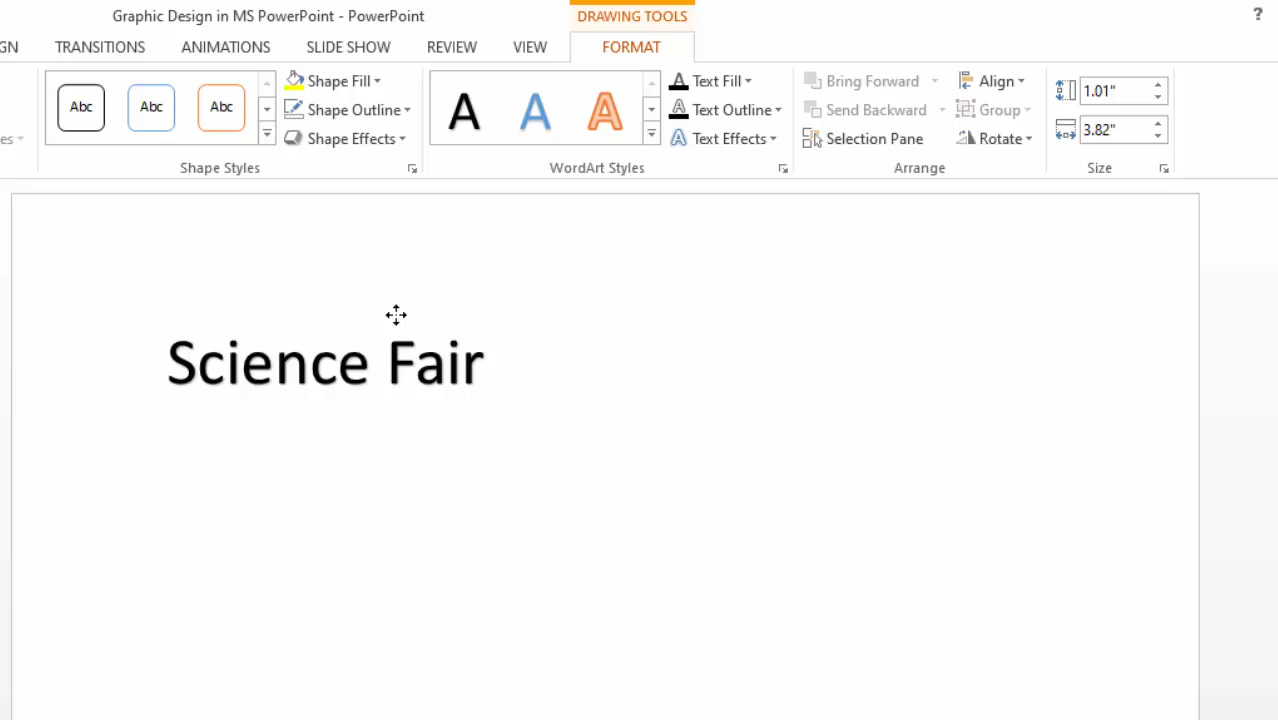 Graphic Design in MS PowerPoint - PowerPoint
DRAWING TOOLS
?
GN TRANSITIONS ANIMATIONS SLIDE SHOW REVIEW VIEW FORMAT
Abc Abc Abc
Shape Fill
Shape Outline
Shape Effects
A A A
Text Fill
Text Outline
Text Effects
Bring Forward
Send Backward
Selection Pane
Align
Group
Rotate
1.01"
3.82"
es
Shape Styles
WordArt Styles
Arrange
Size
Science Fair